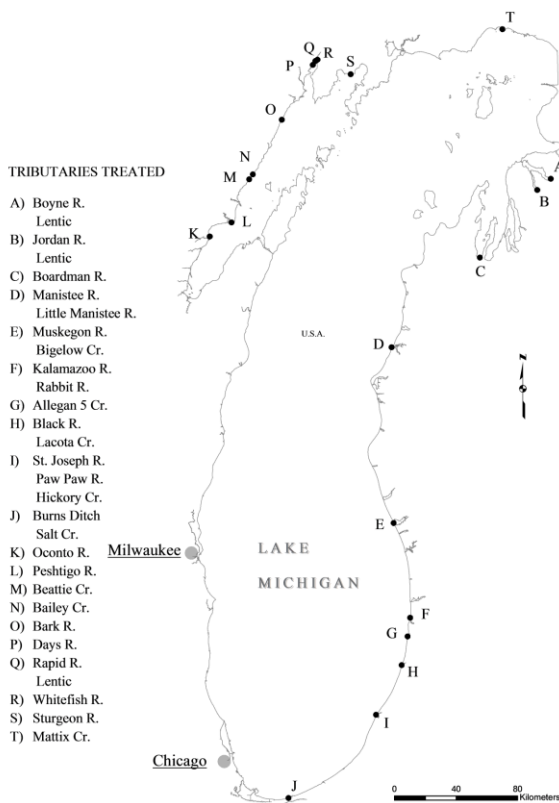 TRIBUTARIES TREATED
A) Boyne R.
Lentic
B) Jordan R.
Lentic
C) Boardman R.
D) Manistee R.
Little Manistee R.
E) Muskegon R.
Bigelow Cr.
F) Kalamazoo R.
Rabbit R.
G) Allegan 5 Cr.
H) Black R.
Lacota Cr.
I) St. Joseph R.
Paw Paw R.
Hickory Cr.
J) Burns Ditch
Salt Cr.
K) Oconto R.
L) Peshtigo R.
M) Beattie Cr.
N) Bailey Cr.
O) Bark R.
P) Days R.
Q) Rapid R.
Lentic
R) Whitefish R.
S) Sturgeon R.
T) Mattix Cr.
T
Q
R
P
S
O
N
M
A
B
L
K
C
U.S.A.
D
N
E
Milwaukee
LAKE
MICHIGAN
F
G
H
I
Chicago
J
0 40 80
Kilometers